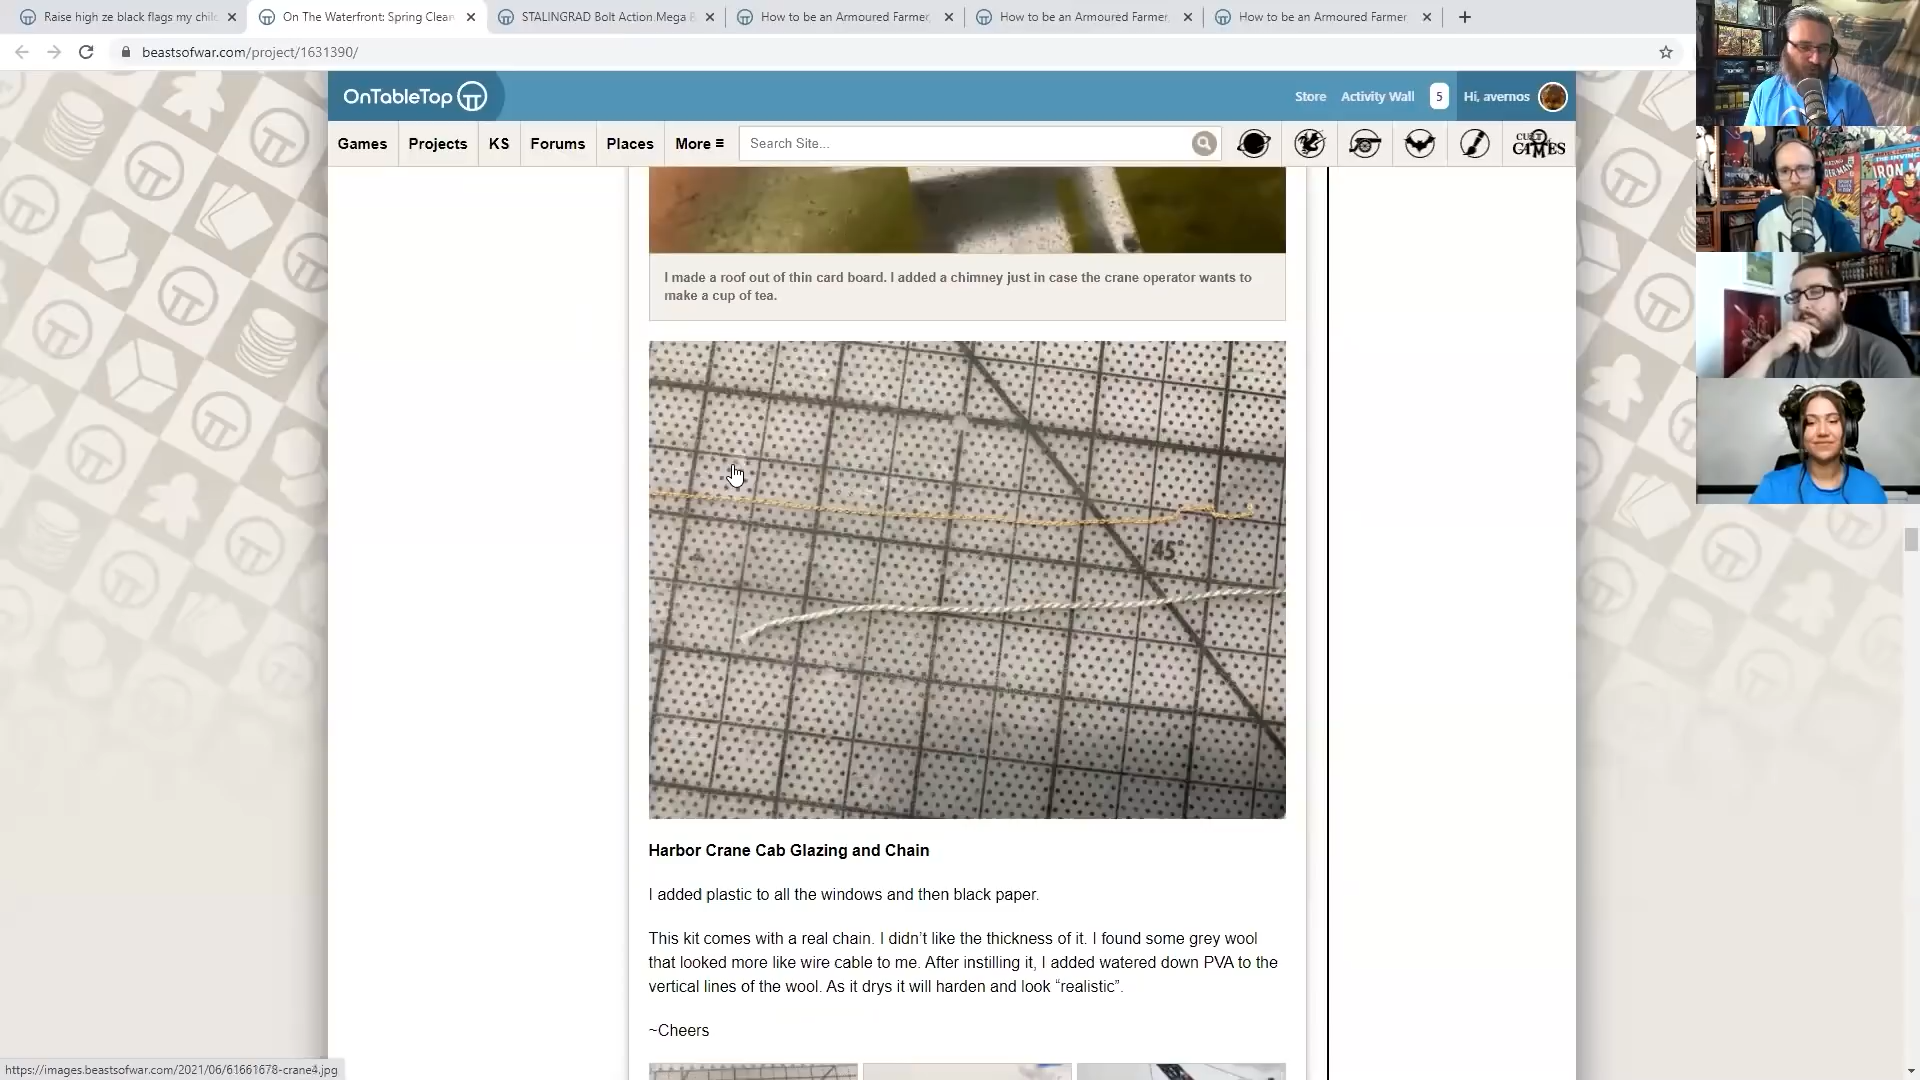 Raise high ze black flags my chil
On The Waterfront: Spring Clean
STALINGRAD Bolt Action Mega B
How to be an Armoured Farmer
How to be an Armoured Farmer
How to be an Armoured Farmer
beastsofwar.com/project/1631390/
OnTableTop
Store
Activity Wall
5
Hi, avernos
Games
Projects
KS
Forums
Places
More ≡
Search Site...
CULT OF GAMES
I made a roof out of thin card board. I added a chimney just in case the crane operator wants to
make a cup of tea.
45°
Harbor Crane Cab Glazing and Chain
I added plastic to all the windows and then black paper.
This kit comes with a real chain. I didn’t like the thickness of it. I found some grey wool
that looked more like wire cable to me. After instilling it, I added watered down PVA to the
vertical lines of the wool. As it drys it will harden and look “realistic”.
~Cheers
https://images.beastsofwar.com/2021/06/61661678-crane4.jpg
THE INVINCIBLE
IRON M